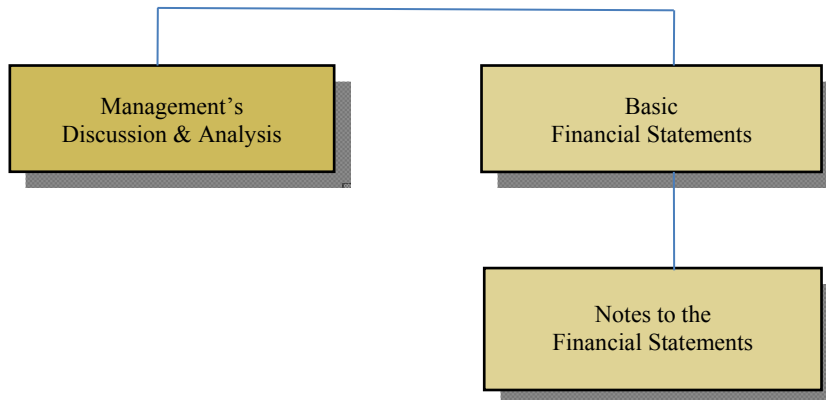 Management’s
Discussion & Analysis
Basic
Financial Statements
Notes to the
Financial Statements